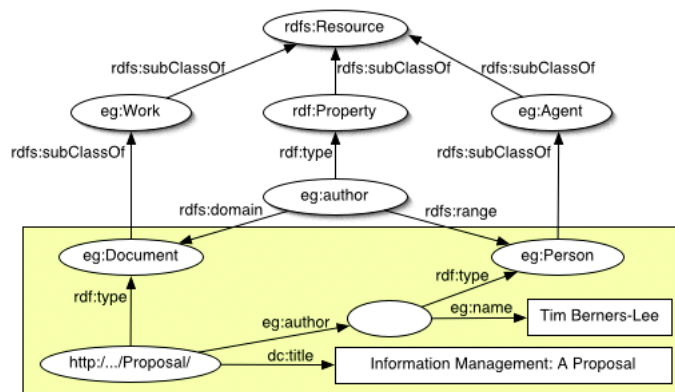 rdfs:Resource
rdfs:subClassOf
rdfs:subClassOf
rdfs:subClassOf
eg:Work
rdf:Property
eg:Agent
rdfs:subClassOf
rdf:type
rdfs:subClassOf
eg:author
rdfs:domain
rdfs:range
eg:Document
eg:Person
rdf:type
rdf:type
eg:author
eg:name
Tim Berners-Lee
http:/.../Proposal/
dc:title
Information Management: A Proposal